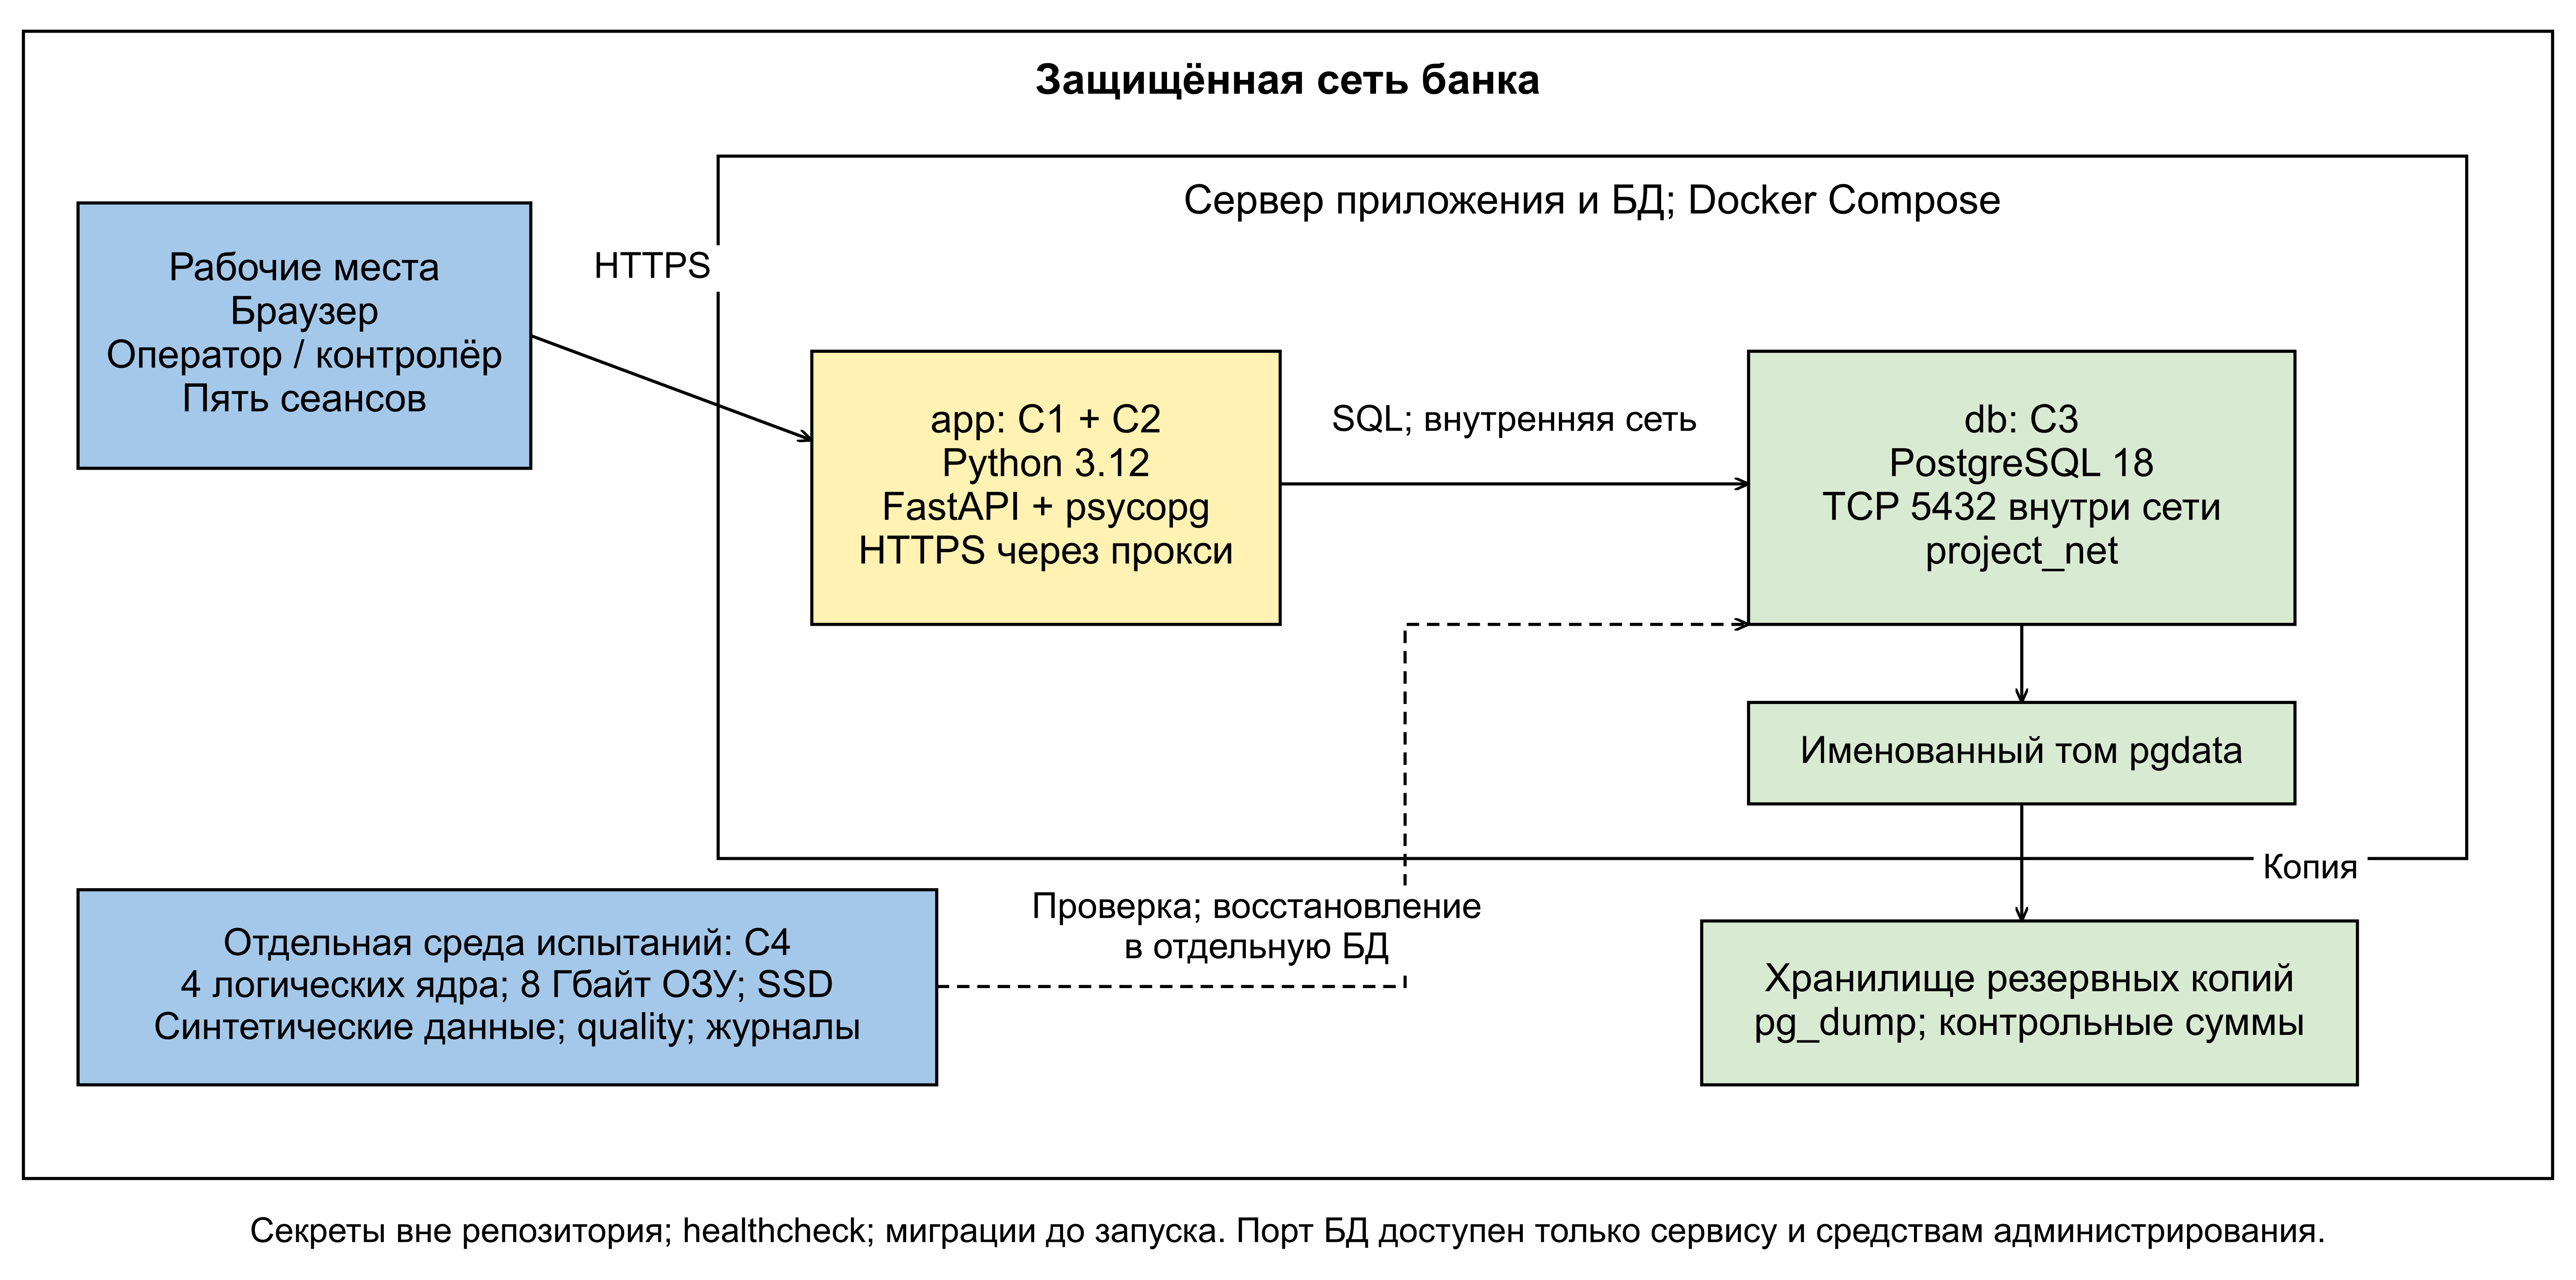 Защищённая сеть банка
Сервер приложения и БД; Docker Compose
Рабочие места
Браузер
Оператор / контролёр
Пять сеансов
HTTPS
app: C1 + C2
Python 3.12
FastAPI + psycopg
HTTPS через прокси
SQL; внутренняя сеть
db: C3
PostgreSQL 18
TCP 5432 внутри сети
project_net
Именованный том pgdata
Копия
Отдельная среда испытаний: C4
4 логических ядра; 8 Гбайт ОЗУ; SSD
Синтетические данные; quality; журналы
Проверка; восстановление
в отдельную БД
Хранилище резервных копий
pg_dump; контрольные суммы
Секреты вне репозитория; healthcheck; миграции до запуска. Порт БД доступен только сервису и средствам администрирования.